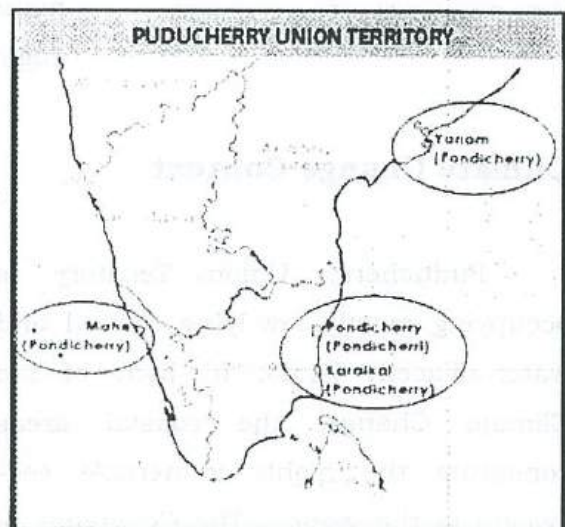 PUDUCHERRY UNION TERRITORY
Yanam
(Pondicherry)
Mahe
(Pondicherry)
Pondicherry
(Pondicherri)
Karaikal
(Pondicherry)